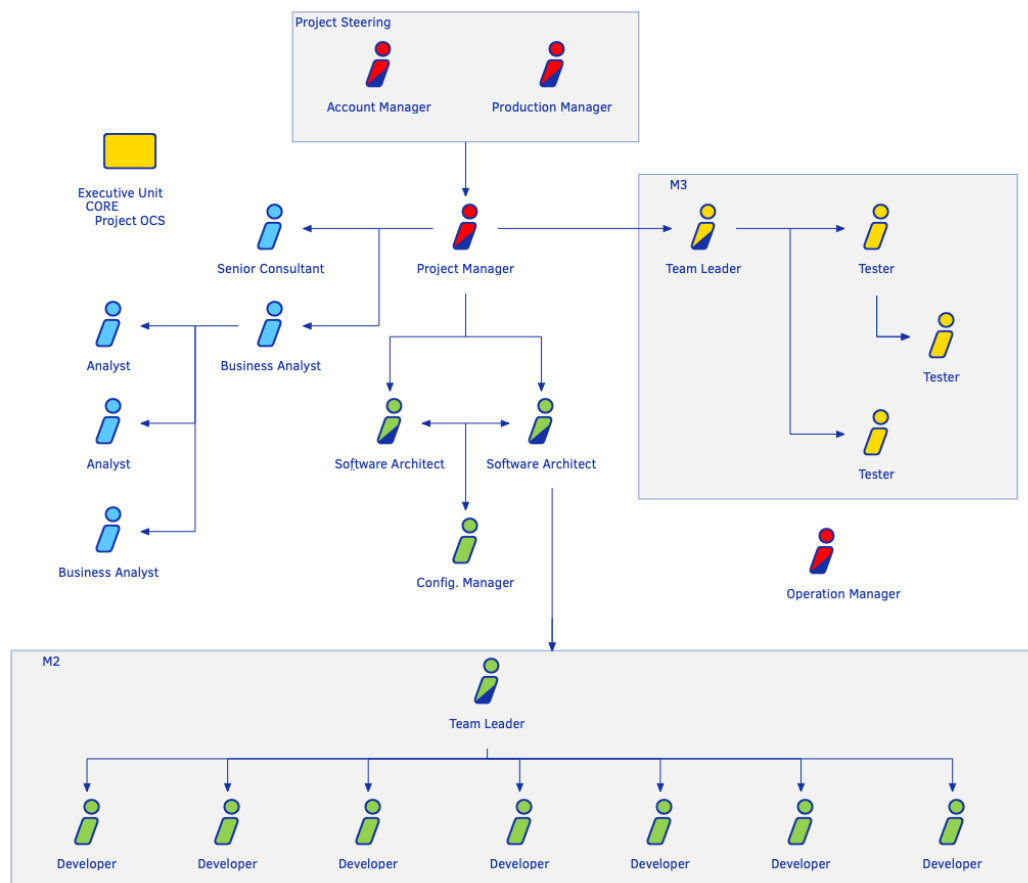 Project Steering
Account Manager
Production Manager
Executive Unit
CORE
Project OCS
M3
Senior Consultant
Project Manager
Team Leader
Tester
Analyst
Business Analyst
Tester
Analyst
Software Architect
Software Architect
Tester
Business Analyst
Config. Manager
Operation Manager
M2
Team Leader
Developer
Developer
Developer
Developer
Developer
Developer
Developer